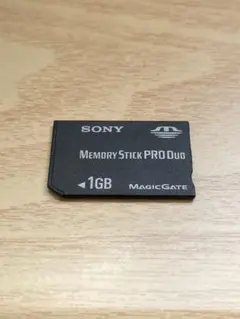 SONY
MEMORY STICK PRO DUO
◄1GB MAGICGATE